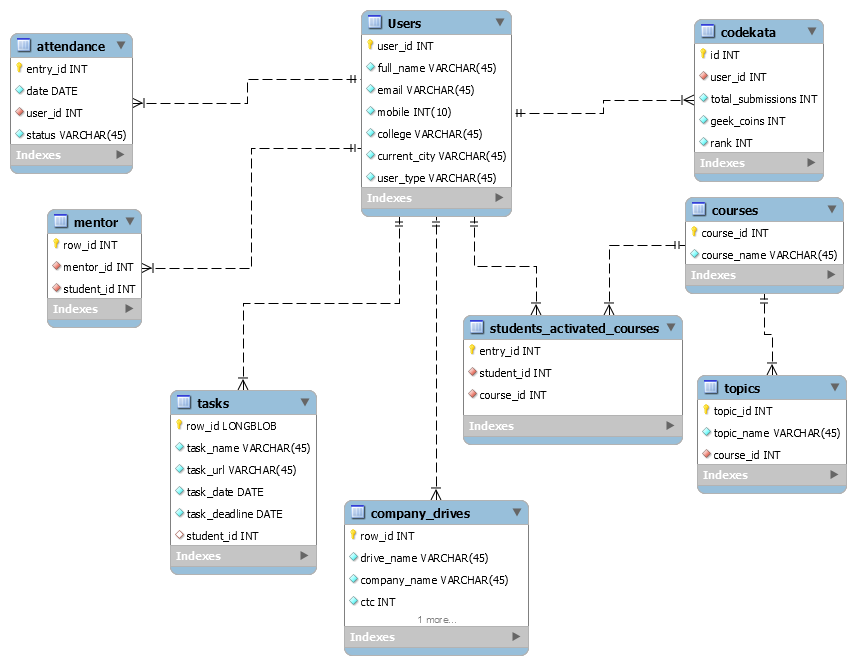 attendance
entry_id INT
date DATE
user_id INT
status VARCHAR(45)
Indexes
Users
user_id INT
full_name VARCHAR(45)
email VARCHAR(45)
mobile INT(10)
college VARCHAR(45)
current_city VARCHAR(45)
user_type VARCHAR(45)
Indexes
codekata
id INT
user_id INT
total_submissions INT
geek_coins INT
rank INT
Indexes
mentor
row_id INT
mentor_id INT
student_id INT
Indexes
courses
course_id INT
course_name VARCHAR(45)
Indexes
students_activated_courses
entry_id INT
student_id INT
course_id INT
Indexes
topics
topic_id INT
topic_name VARCHAR(45)
course_id INT
Indexes
tasks
row_id LONGBLOB
task_name VARCHAR(45)
task_url VARCHAR(45)
task_date DATE
task_deadline DATE
student_id INT
Indexes
company_drives
row_id INT
drive_name VARCHAR(45)
company_name VARCHAR(45)
ctc INT
1 more...
Indexes